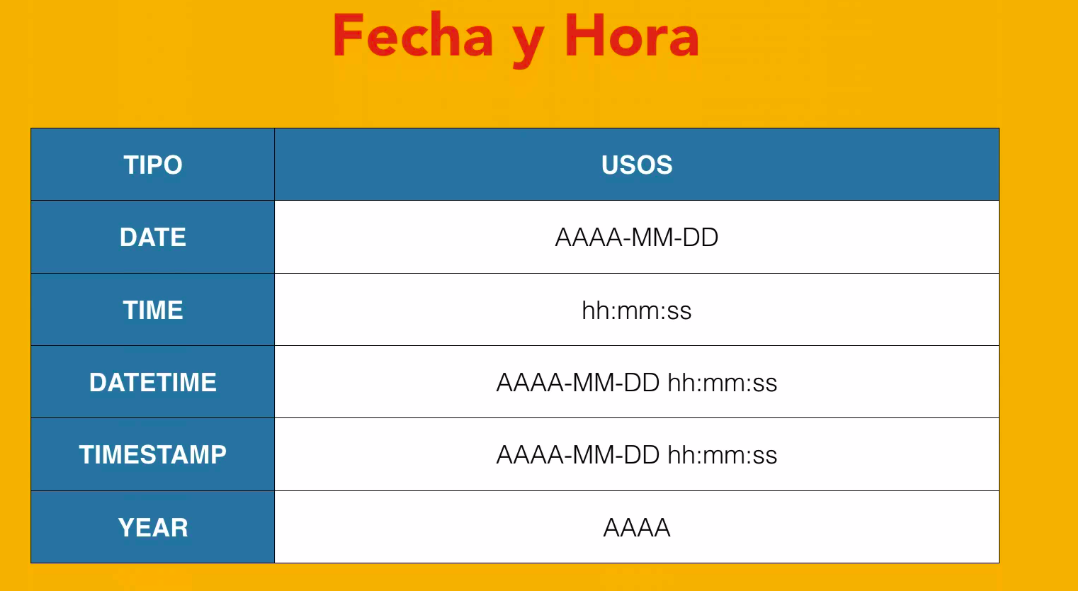 Fecha y Hora
TIPO USOS
DATE AAAA-MM-DD
TIME hh:mm:ss
DATETIME AAAA-MM-DD hh:mm:ss
TIMESTAMP AAAA-MM-DD hh:mm:ss
YEAR AAAA